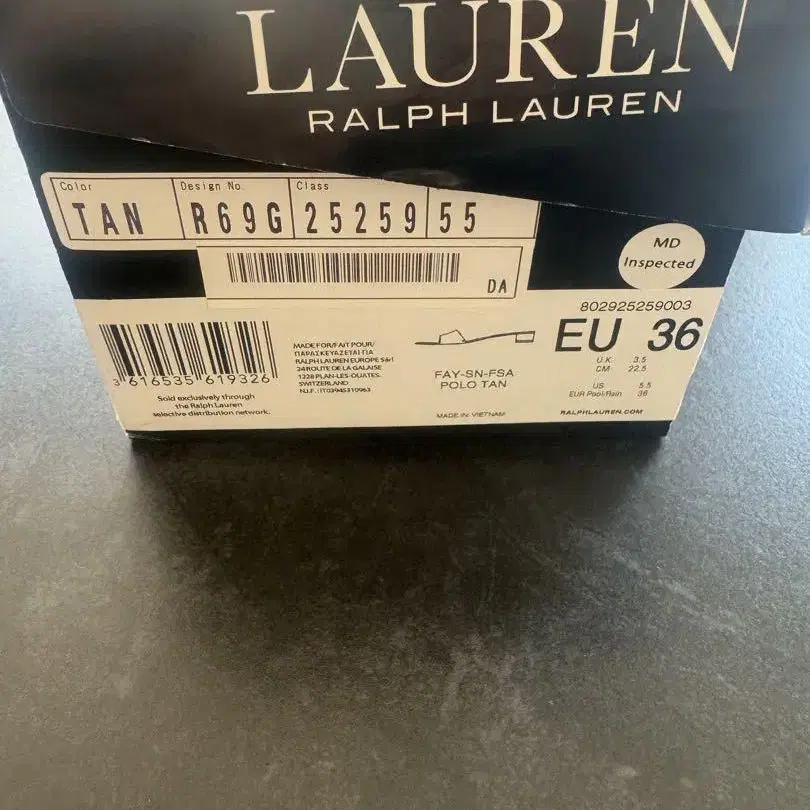 LAUREN
RALPH LAUREN
Color Design No. Class
TAN R69G 25259 55
MD
Inspected
DA
802925259003
EU 36
U.K. 3.5
CM 22.5
US 5.5
EUR Pool/Rain 36
RALPHLAUREN.COM
FAY-SN-FSA
POLO TAN
MADE IN: VIETNAM
MADE FOR/FAIT POUR/
ΠΑΡΑΣΚΕΥΑΖΕΤΑΙ ΓΙΑ
RALPH LAUREN EUROPE Sàrl
24 ROUTE DE LA GALAISE
1228 PLAN-LES-OUATES.
SWITZERLAND
N.I.F.: IT03945310963
3 616535 619326
Sold exclusively through
the Ralph Lauren
selective distribution network.